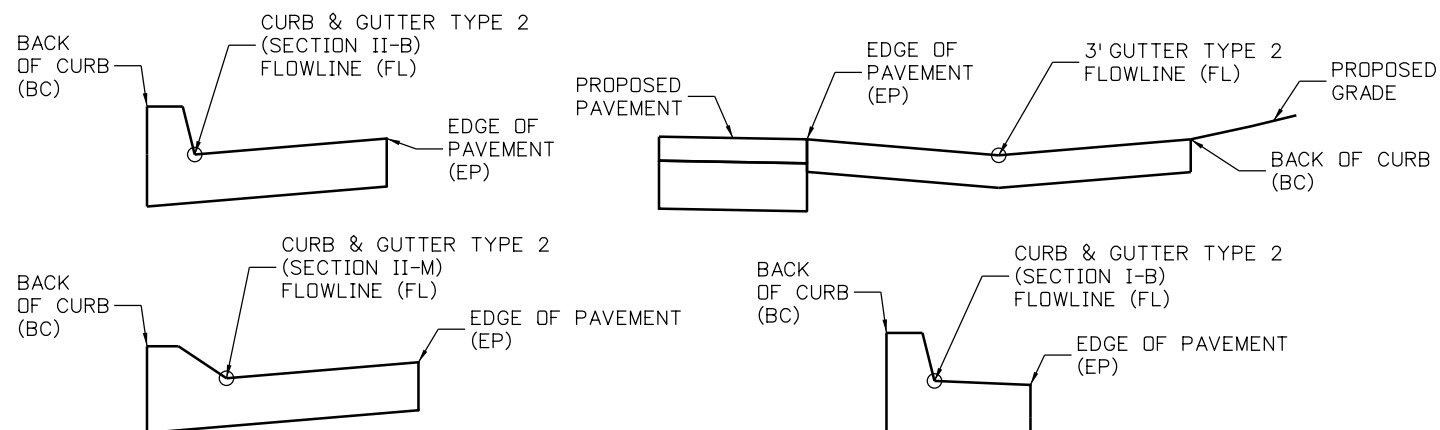 CURB & GUTTER TYPE 2
(SECTION II-B)
FLOWLINE (FL)
BACK
OF CURB
(BC)
EDGE OF
PAVEMENT
(EP)
PROPOSED
PAVEMENT
EDGE OF
PAVEMENT
(EP)
3' GUTTER TYPE 2
FLOWLINE (FL)
PROPOSED
GRADE
BACK OF CURB
(BC)
CURB & GUTTER TYPE 2
(SECTION II-M)
FLOWLINE (FL)
BACK
OF CURB
(BC)
EDGE OF PAVEMENT
(EP)
BACK
OF CURB
(BC)
CURB & GUTTER TYPE 2
(SECTION I-B)
FLOWLINE (FL)
EDGE OF PAVEMENT
(EP)